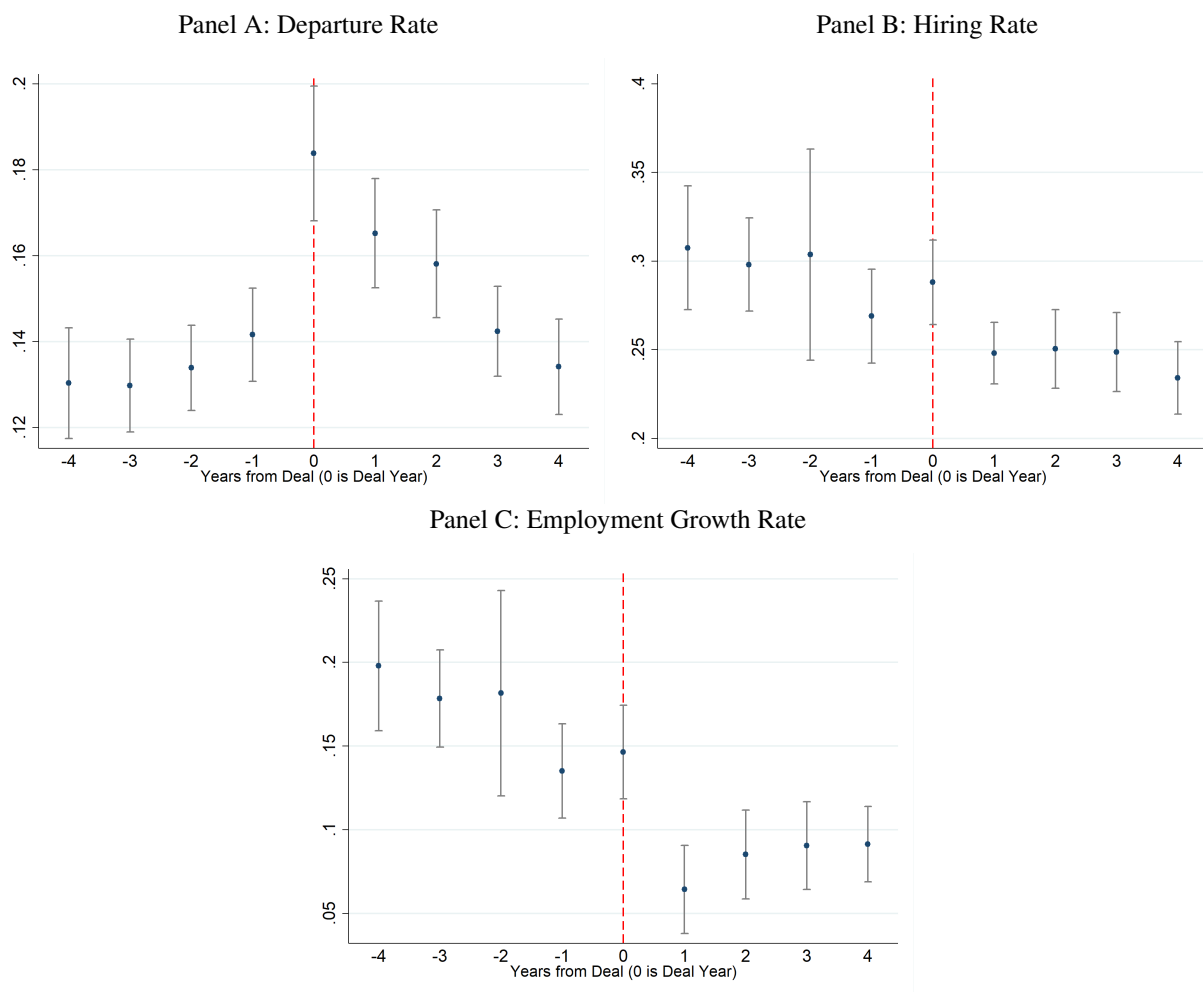 Panel A: Departure Rate
.2
.18
.16
.14
.12
-4 -3 -2 -1 0 1 2 3 4
Years from Deal (0 is Deal Year)
Panel B: Hiring Rate
.4
.35
.3
.25
.2
-4 -3 -2 -1 0 1 2 3 4
Years from Deal (0 is Deal Year)
Panel C: Employment Growth Rate
.25
.2
.15
.1
.05
-4 -3 -2 -1 0 1 2 3 4
Years from Deal (0 is Deal Year)